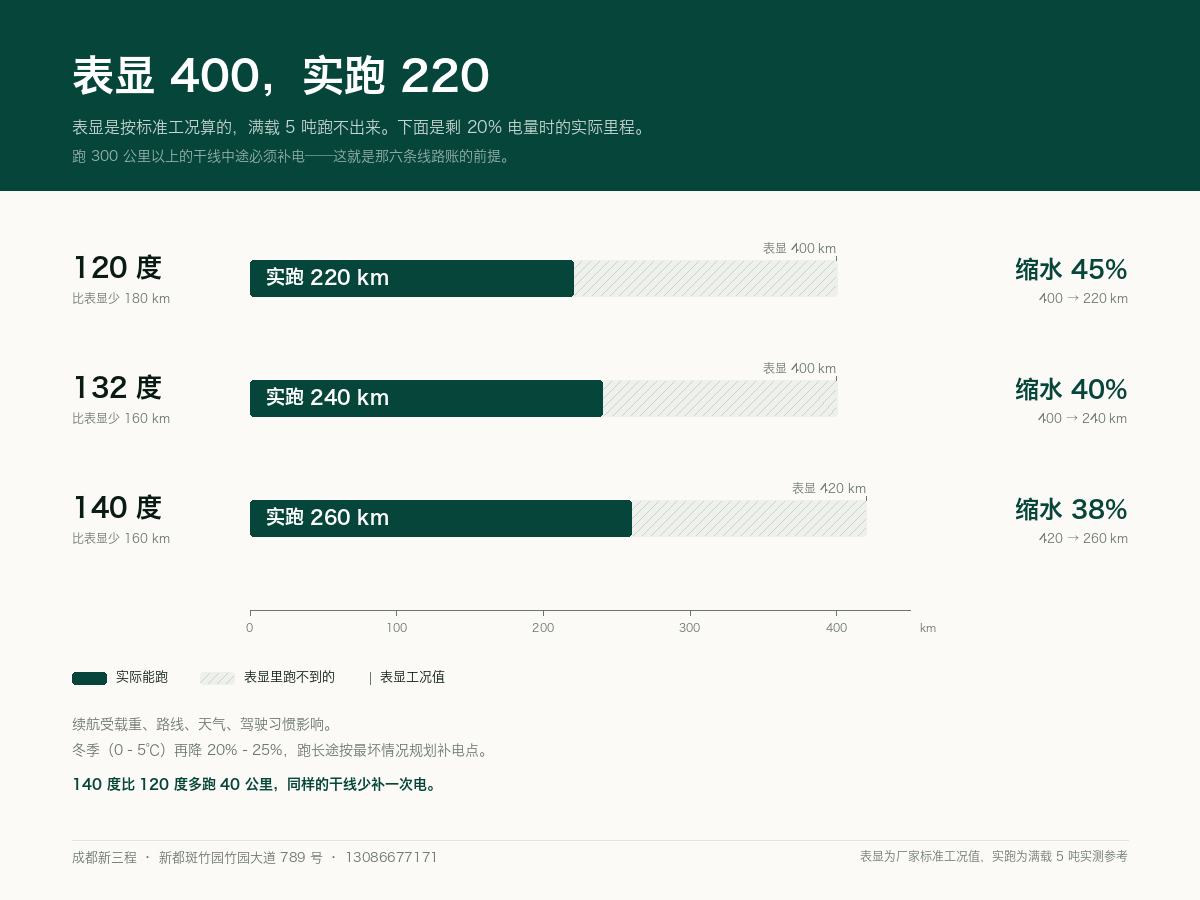 表显 400，实跑 220
表显是按标准工况算的，满载 5 吨跑不出来。下面是剩 20% 电量时的实际里程。
跑 300 公里以上的干线中途必须补电——这就是那六条线路账的前提。
120 度
比表显少 180 km
实跑 220 km
表显 400 km
缩水 45%
400 → 220 km
132 度
比表显少 160 km
实跑 240 km
表显 400 km
缩水 40%
400 → 240 km
140 度
比表显少 160 km
实跑 260 km
表显 420 km
缩水 38%
420 → 260 km
0 100 200 300 400 km
实际能跑 表显里跑不到的 表显工况值
续航受载重、路线、天气、驾驶习惯影响。
冬季（0 - 5℃）再降 20% - 25%，跑长途按最坏情况规划补电点。
140 度比 120 度多跑 40 公里，同样的干线少补一次电。
成都新三程 · 新都斑竹园竹园大道 789 号 · 13086677171
表显为厂家标准工况值，实跑为满载 5 吨实测参考